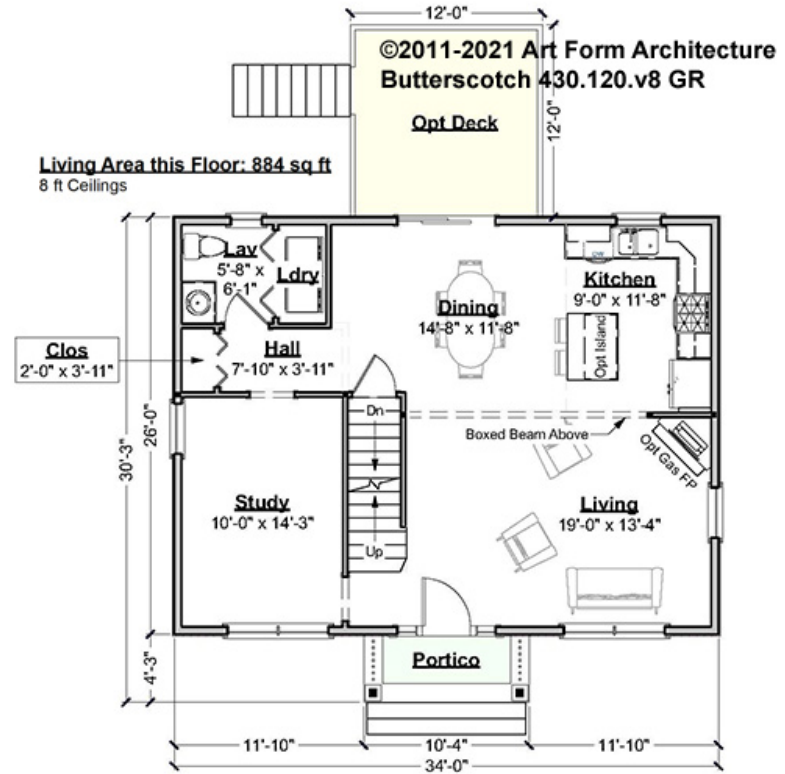 12'-0"
©2011-2021 Art Form Architecture
Butterscotch 430.120.v8 GR
Opt Deck
12'-0"
Living Area this Floor: 884 sq ft
8 ft Ceilings
Lav
5'-8" x
6'-1"
Ldry
DW
Kitchen
9'-0" x 11'-8"
Dining
14'-8" x 11'-8"
Opt Island
Clos
2'-0" x 3'-11"
Hall
7'-10" x 3'-11"
Dn
Boxed Beam Above
Opt Gas FP
30'-3"
26'-0"
Study
10'-0" x 14'-3"
Living
19'-0" x 13'-4"
Up
Portico
4'-3"
11'-10"
10'-4"
11'-10"
34'-0"